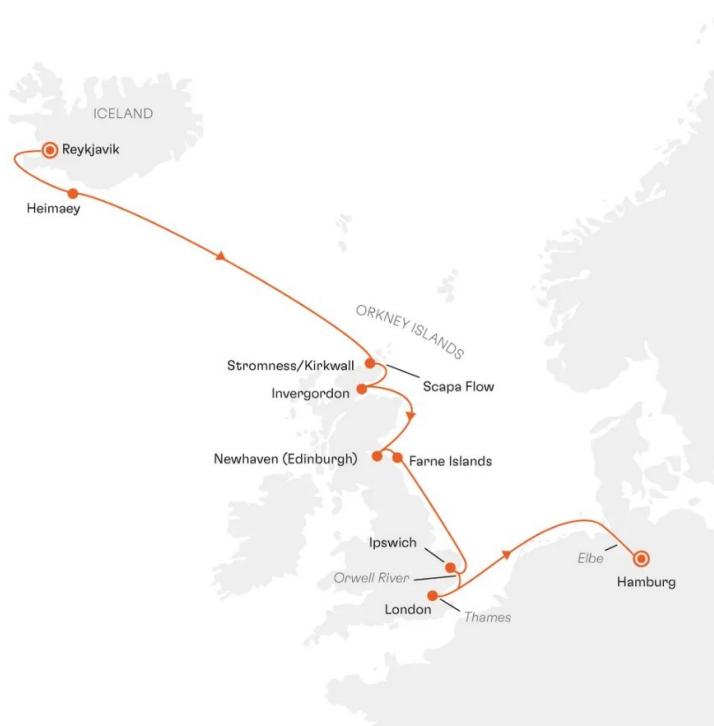 ICELAND
Reykjavik
Heimaey
ORKNEY ISLANDS
Stromness/Kirkwall
Scapa Flow
Invergordon
Newhaven (Edinburgh)
Farne Islands
Ipswich
Elbe
Orwell River
Hamburg
London
Thames